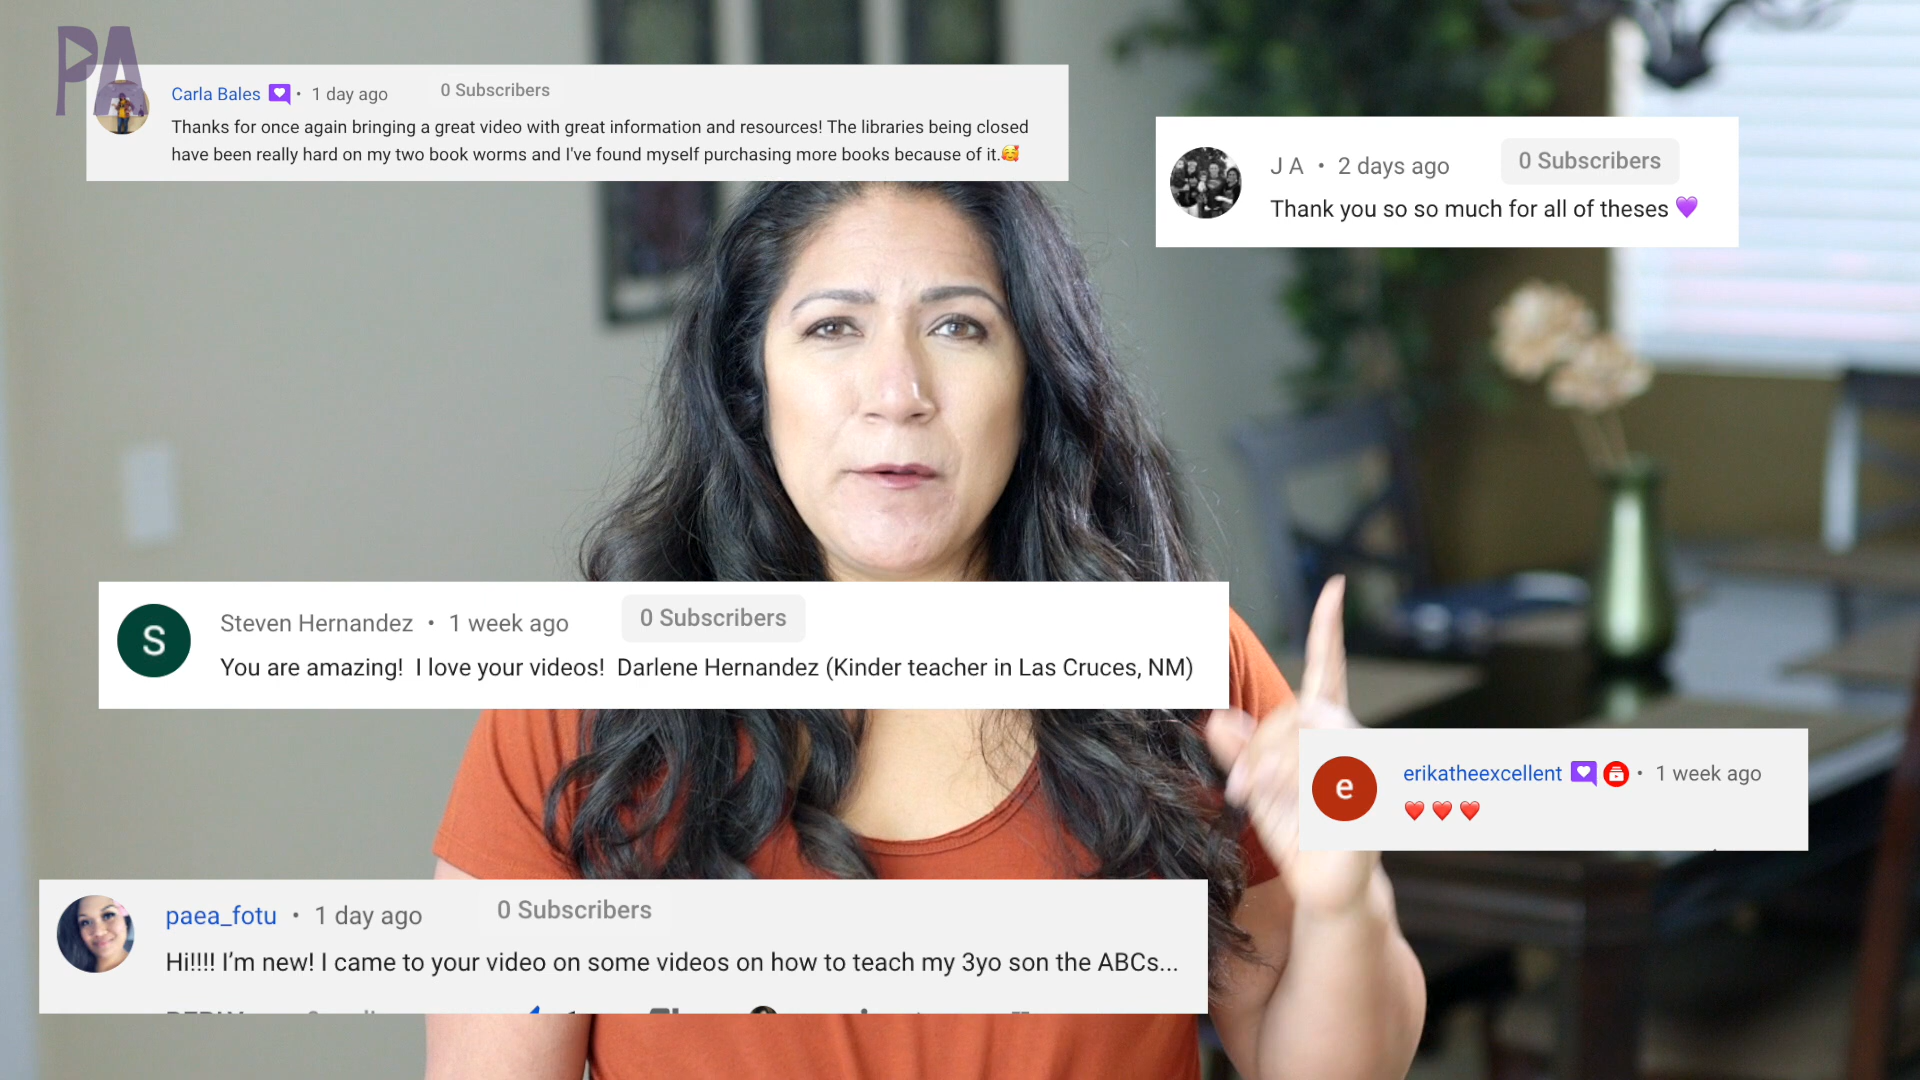 PA
Carla Bales • 1 day ago 0 Subscribers
Thanks for once again bringing a great video with great information and resources! The libraries being closed
have been really hard on my two book worms and I've found myself purchasing more books because of it.🥰
J A • 2 days ago 0 Subscribers
Thank you so so much for all of theses 💜
S
Steven Hernandez • 1 week ago 0 Subscribers
You are amazing! I love your videos! Darlene Hernandez (Kinder teacher in Las Cruces, NM)
e
erikatheexcellent • 1 week ago
❤️ ❤️ ❤️
paea_fotu • 1 day ago 0 Subscribers
Hi!!!! I'm new! I came to your video on some videos on how to teach my 3yo son the ABCs...